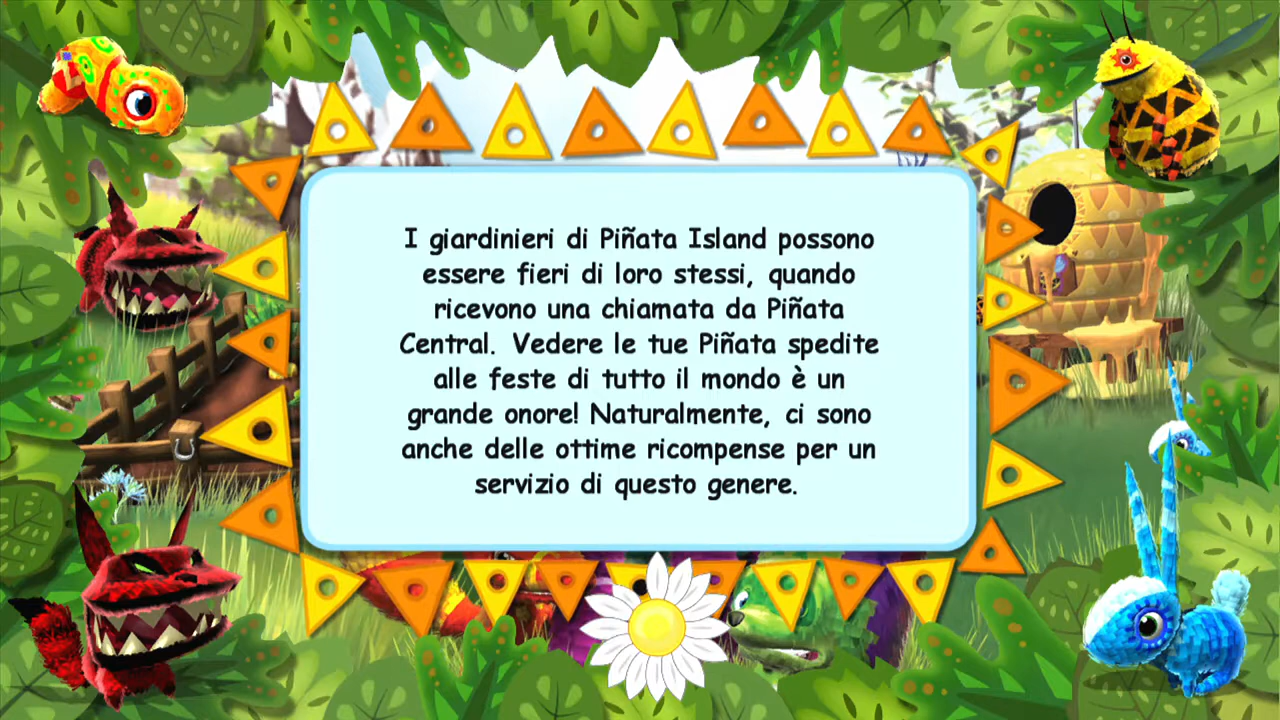 I giardinieri di Piñata Island possono
essere fieri di loro stessi, quando
ricevono una chiamata da Piñata
Central. Vedere le tue Piñata spedite
alle feste di tutto il mondo è un
grande onore! Naturalmente, ci sono
anche delle ottime ricompense per un
servizio di questo genere.